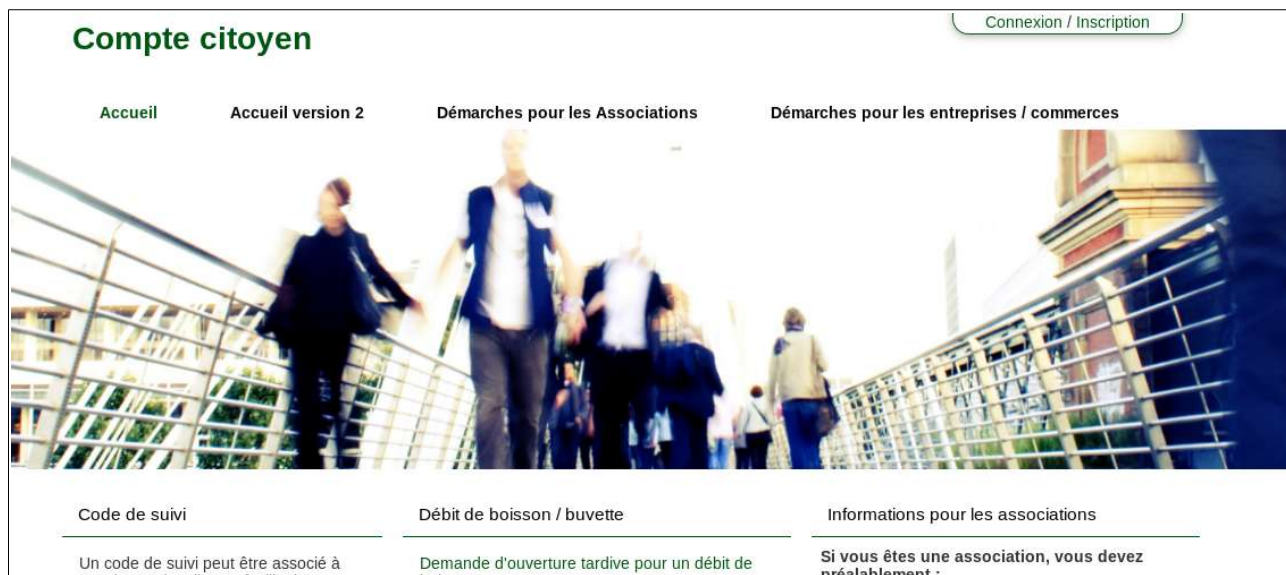 Connexion / Inscription
Compte citoyen
Accueil Accueil version 2 Démarches pour les Associations Démarches pour les entreprises / commerces
Code de suivi
Un code de suivi peut être associé à
Débit de boisson / buvette
Demande d'ouverture tardive pour un débit de
Informations pour les associations
Si vous êtes une association, vous devez
préalablement :